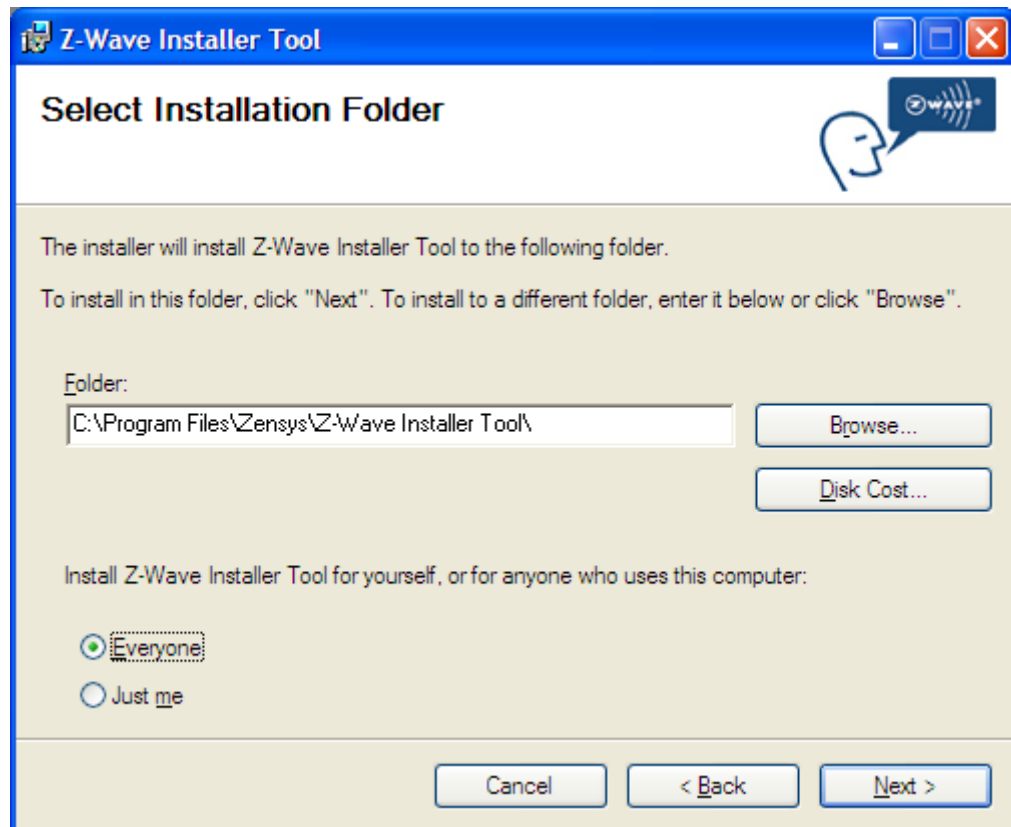 Z-Wave Installer Tool
Select Installation Folder
Z WAVE®
The installer will install Z-Wave Installer Tool to the following folder.
To install in this folder, click "Next". To install to a different folder, enter it below or click "Browse".
Folder:
C:\Program Files\Zensys\Z-Wave Installer Tool\
Browse...
Disk Cost...
Install Z-Wave Installer Tool for yourself, or for anyone who uses this computer:
Everyone
Just me
Cancel
< Back
Next >